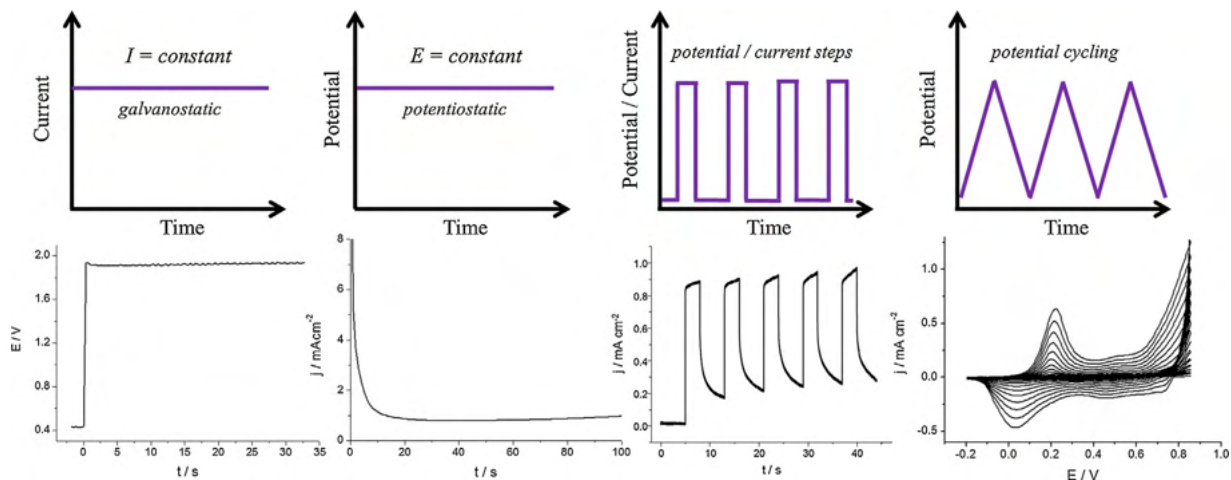 Current
I = constant
galvanostatic
Time
Potential
E = constant
potentiostatic
Time
Potential / Current
potential / current steps
Time
Potential
potential cycling
Time
E / V
2.0
1.6
1.2
0.8
0.4
0 5 10 15 20 25 30 35
t / s
j / mAcm-2
8
6
4
2
0
0 20 40 60 80 100
t / s
j / mA cm-2
1.0
0.8
0.6
0.4
0.2
0.0
0 10 20 30 40
t / s
j / mA cm-2
1.0
0.5
0.0
-0.5
-0.2 0.0 0.2 0.4 0.6 0.8 1.0
E / V